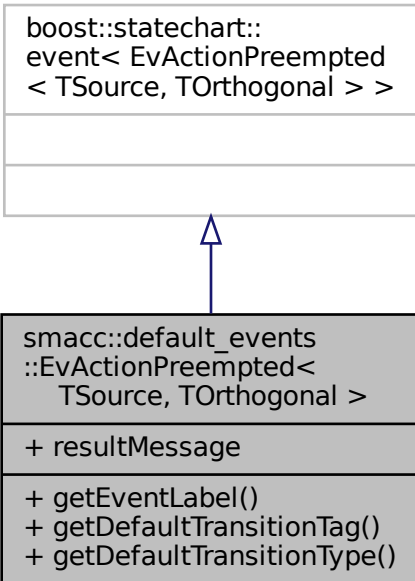 boost::statechart::
event< EvActionPreempted
< TSource, TOrthogonal > >
smacc::default_events
::EvActionPreempted<
TSource, TOrthogonal >
+ resultMessage
+ getEventLabel()
+ getDefaultTransitionTag()
+ getDefaultTransitionType()